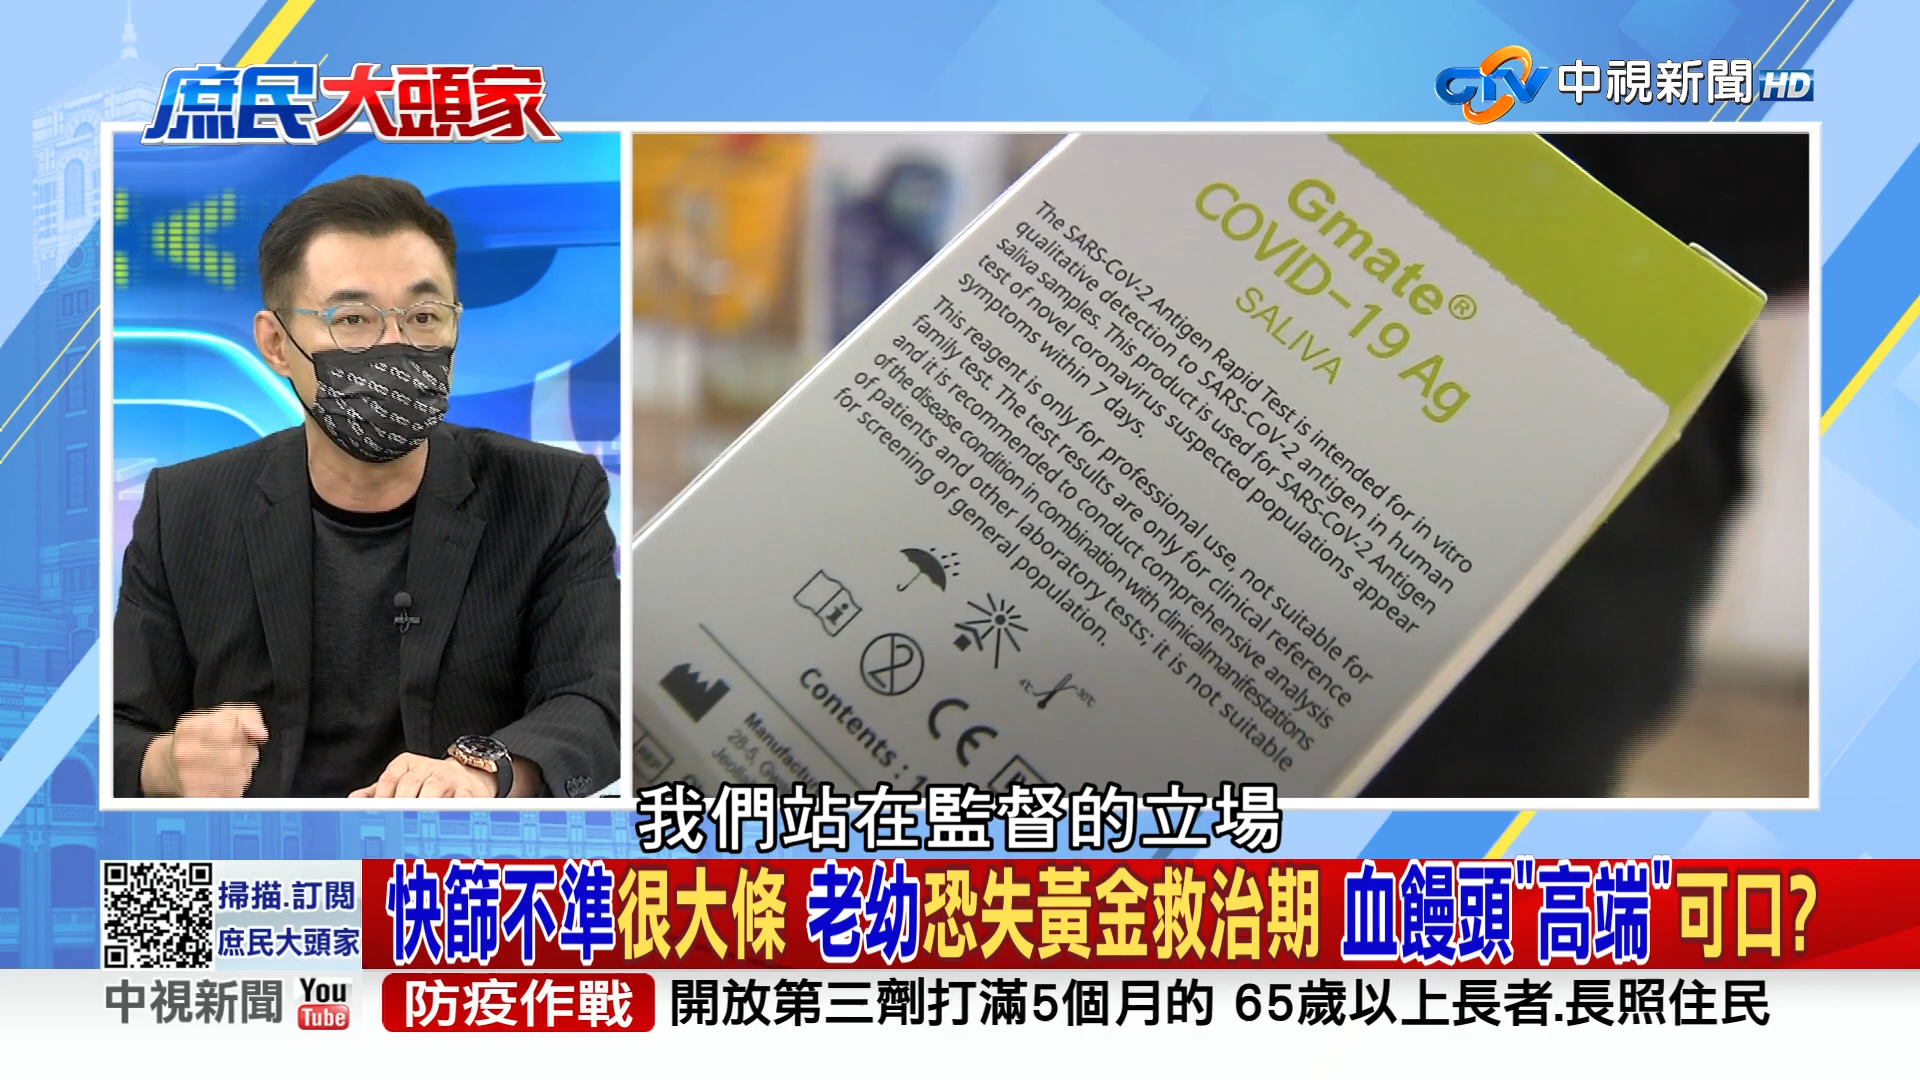 庶民大頭家
CTV 中視新聞 HD
Gmate®
COVID-19 Ag
SALIVA
The SARS-CoV-2 Antigen Rapid Test is intended for in vitro
qualitative detection to SARS-CoV-2 antigen in human
saliva samples. This product is used for SARS-CoV-2 Antigen
test of novel coronavirus suspected populations appear
symptoms within 7 days.
This reagent is only for professional use, not suitable for
family test. The test results are only for clinical reference
and it is recommended to conduct comprehensive analysis
of the disease condition in combination with clinicalmanifestations
of patients and other laboratory tests; it is not suitable
for screening of general population.
Contents :
我們站在監督的立場
掃描.訂閱
庶民大頭家
快篩不準很大條 老幼恐失黃金救治期 血饅頭"高端"可口?
中視新聞 YouTube
防疫作戰 開放第三劑打滿5個月的 65歲以上長者.長照住民